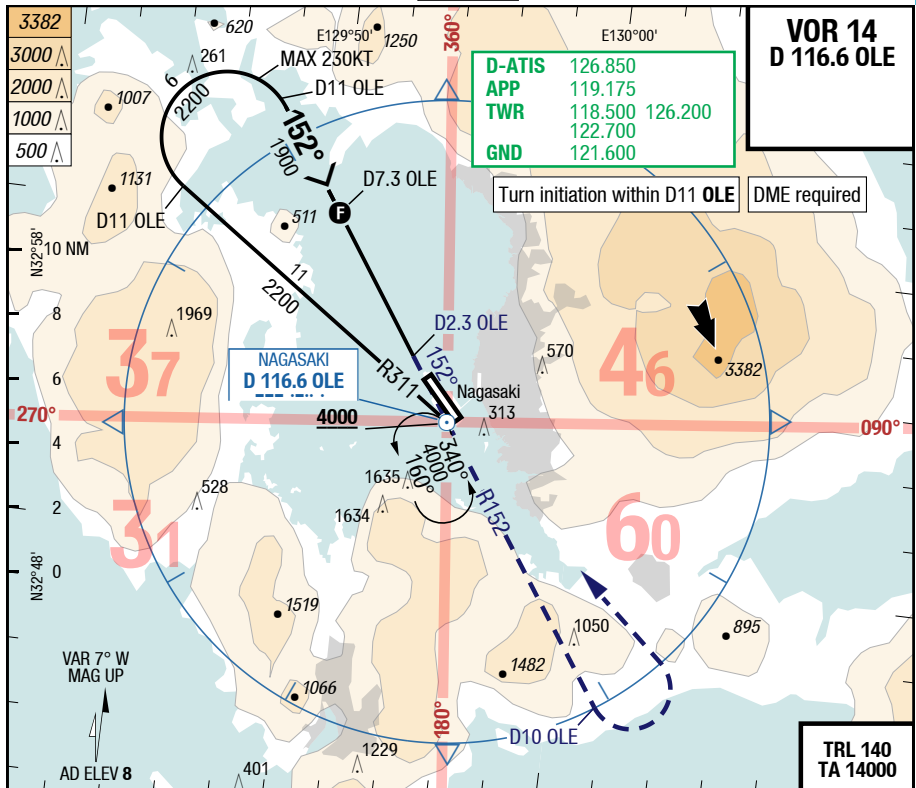 3382
3000
2000
1000
500
620
261
E129°50'
1250
360°
E130°00'
VOR 14
D 116.6 OLE
D-ATIS 126.850
APP 119.175
TWR 118.500 126.200
122.700
GND 121.600
MAX 230KT
D11 OLE
6
2200
1007
152°
1900
D7.3 OLE
F
Turn initiation within D11 OLE
DME required
1131
D11 OLE
511
N32°58'
10 NM
11
2200
8
1969
D2.3 OLE
37
46
NAGASAKI
D 116.6 OLE
R311
152°
Nagasaki
570
3382
6
270°
4000
313
090°
4
340°
4000
160°
1635
1634
R152
528
2
31
60
N32°48'
0
1519
1050
895
1482
VAR 7° W
MAG UP
1066
180°
D10 OLE
1229
AD ELEV 8
401
TRL 140
TA 14000